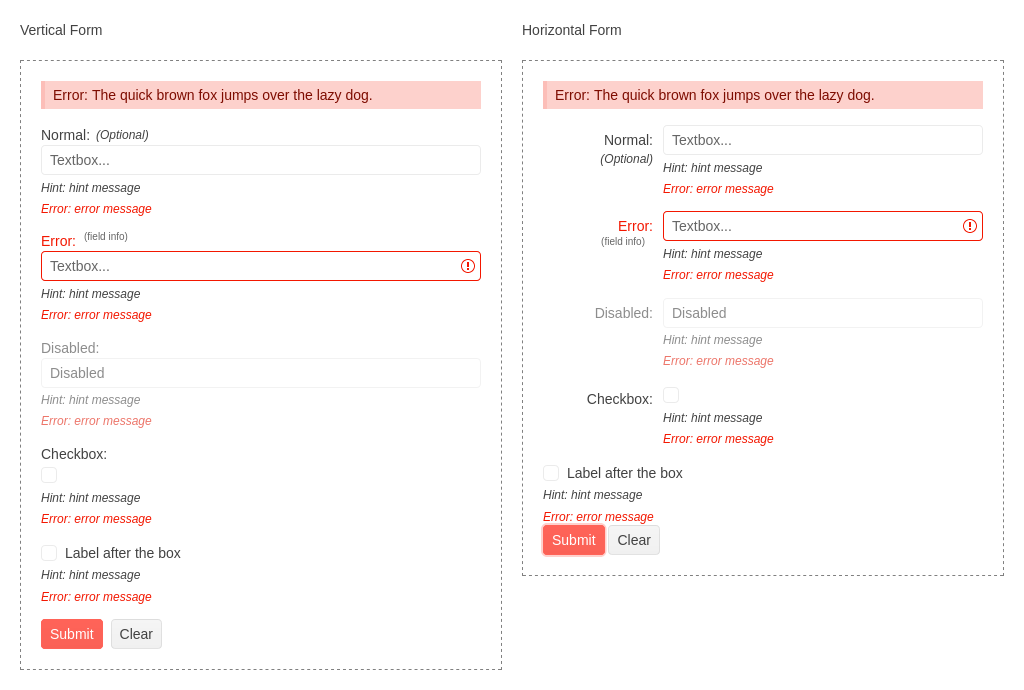 Vertical Form
Error: The quick brown fox jumps over the lazy dog.
Normal: (Optional)
Textbox...
Hint: hint message
Error: error message
Error: (field info)
Textbox...
Hint: hint message
Error: error message
Disabled:
Disabled
Hint: hint message
Error: error message
Checkbox:
Hint: hint message
Error: error message
Label after the box
Hint: hint message
Error: error message
Submit Clear
Horizontal Form
Error: The quick brown fox jumps over the lazy dog.
Normal: Textbox...
(Optional) Hint: hint message
Error: error message
Error: Textbox...
(field info) Hint: hint message
Error: error message
Disabled: Disabled
Hint: hint message
Error: error message
Checkbox:
Hint: hint message
Error: error message
Label after the box
Hint: hint message
Error: error message
Submit Clear